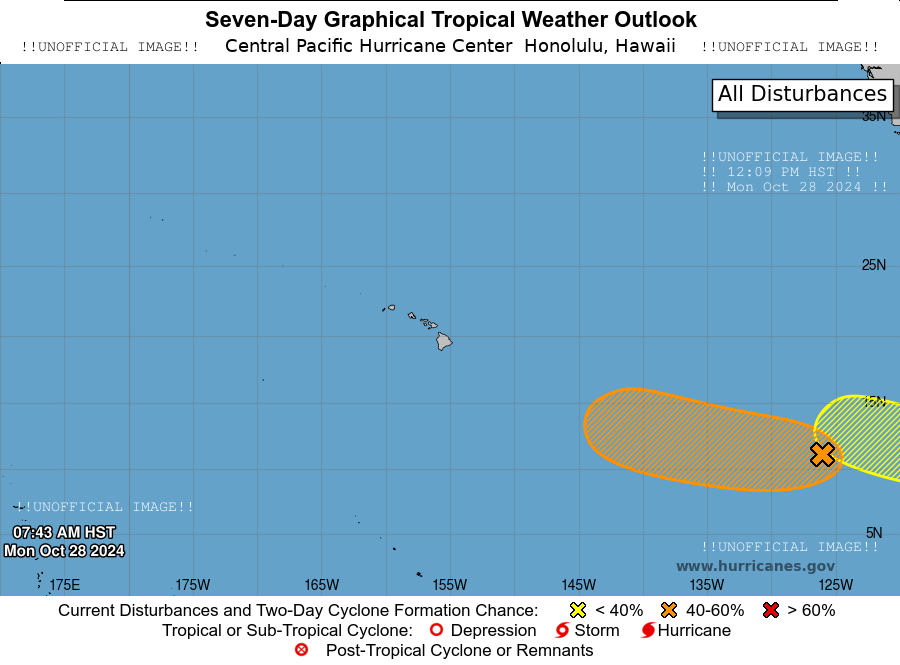 Seven-Day Graphical Tropical Weather Outlook
!!UNOFFICIAL IMAGE!! Central Pacific Hurricane Center Honolulu, Hawaii !!UNOFFICIAL IMAGE!!
All Disturbances
35N
!!UNOFFICIAL IMAGE!!
!! 12:09 PM HST !!
!! Mon Oct 28 2024 !!
25N
15N
!!UNOFFICIAL IMAGE!!
07:43 AM HST
Mon Oct 28 2024
5N
!!UNOFFICIAL IMAGE!!
www.hurricanes.gov
175E 175W 165W 155W 145W 135W 125W
Current Disturbances and Two-Day Cyclone Formation Chance: < 40% 40-60% > 60%
Tropical or Sub-Tropical Cyclone: Depression Storm Hurricane
Post-Tropical Cyclone or Remnants